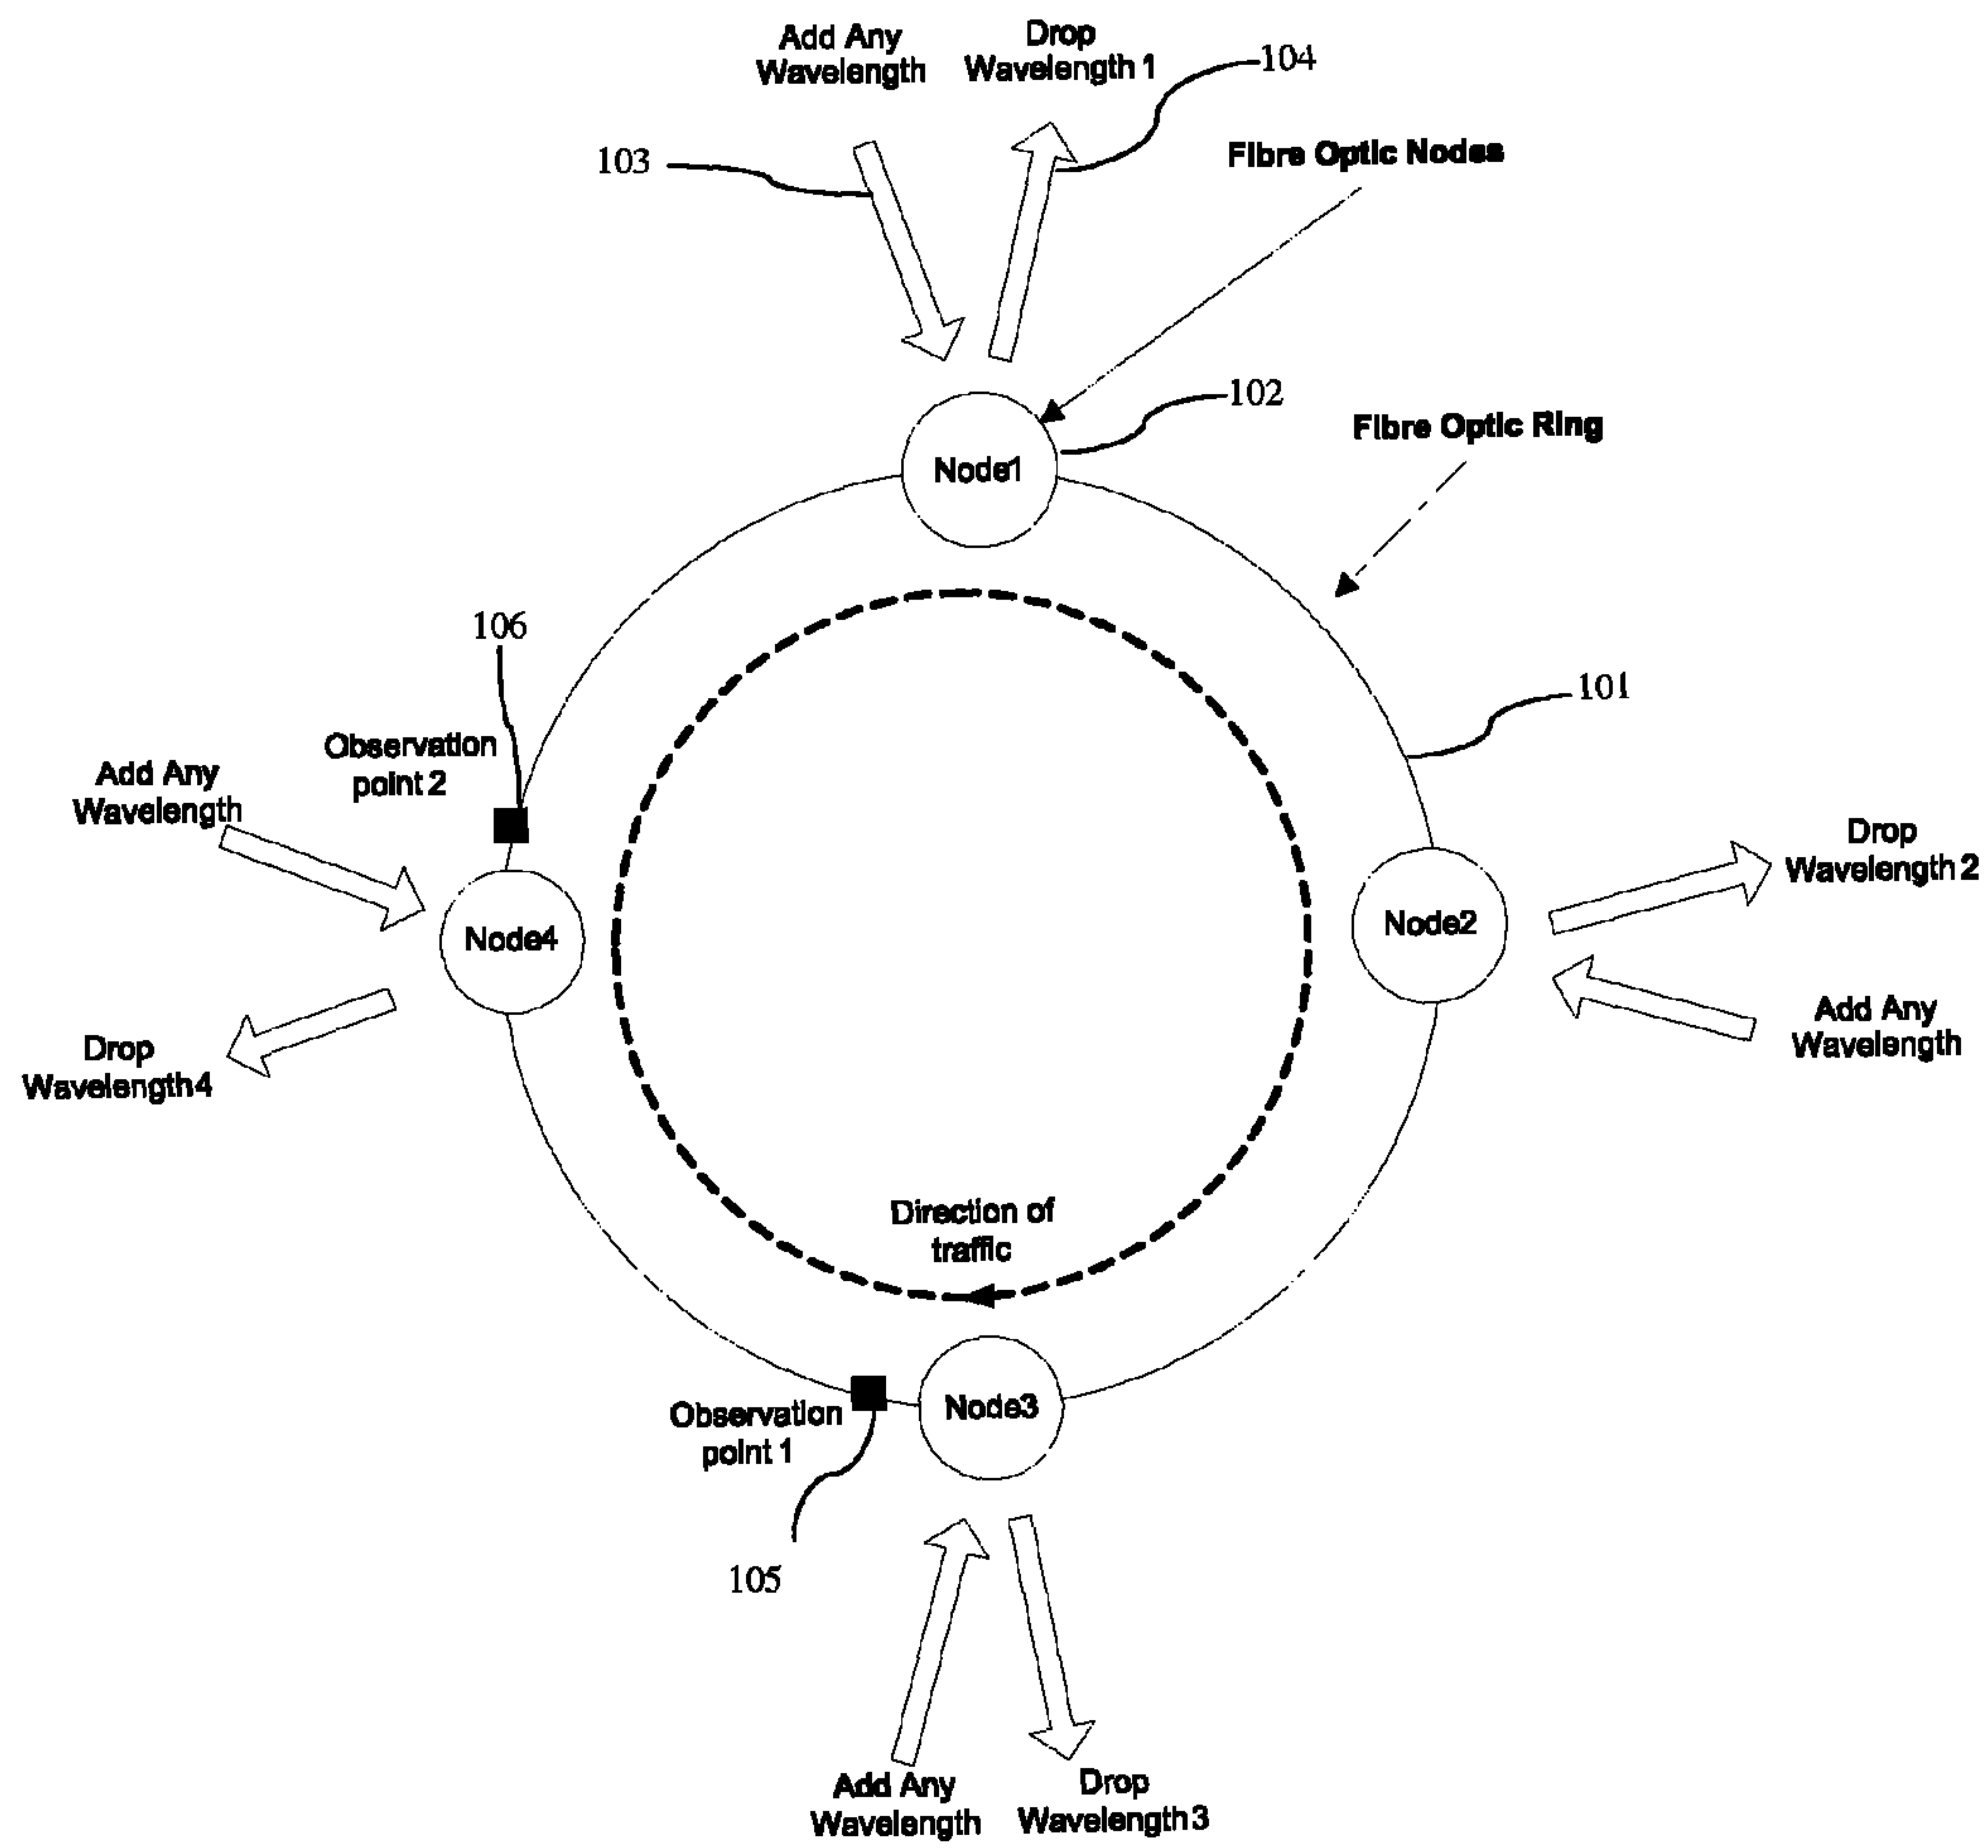 Add Any
Wavelength
Drop
Wavelength 1
104
103
Fibre Optic Nodes
102
Fibre Optic Ring
Node1
106
101
Observation
point 2
Add Any
Wavelength
Drop
Wavelength 2
Node2
Node4
Add Any
Wavelength
Drop
Wavelength 4
Direction of
traffic
Node3
Observation
point 1
105
Add Any
Wavelength
Drop
Wavelength 3